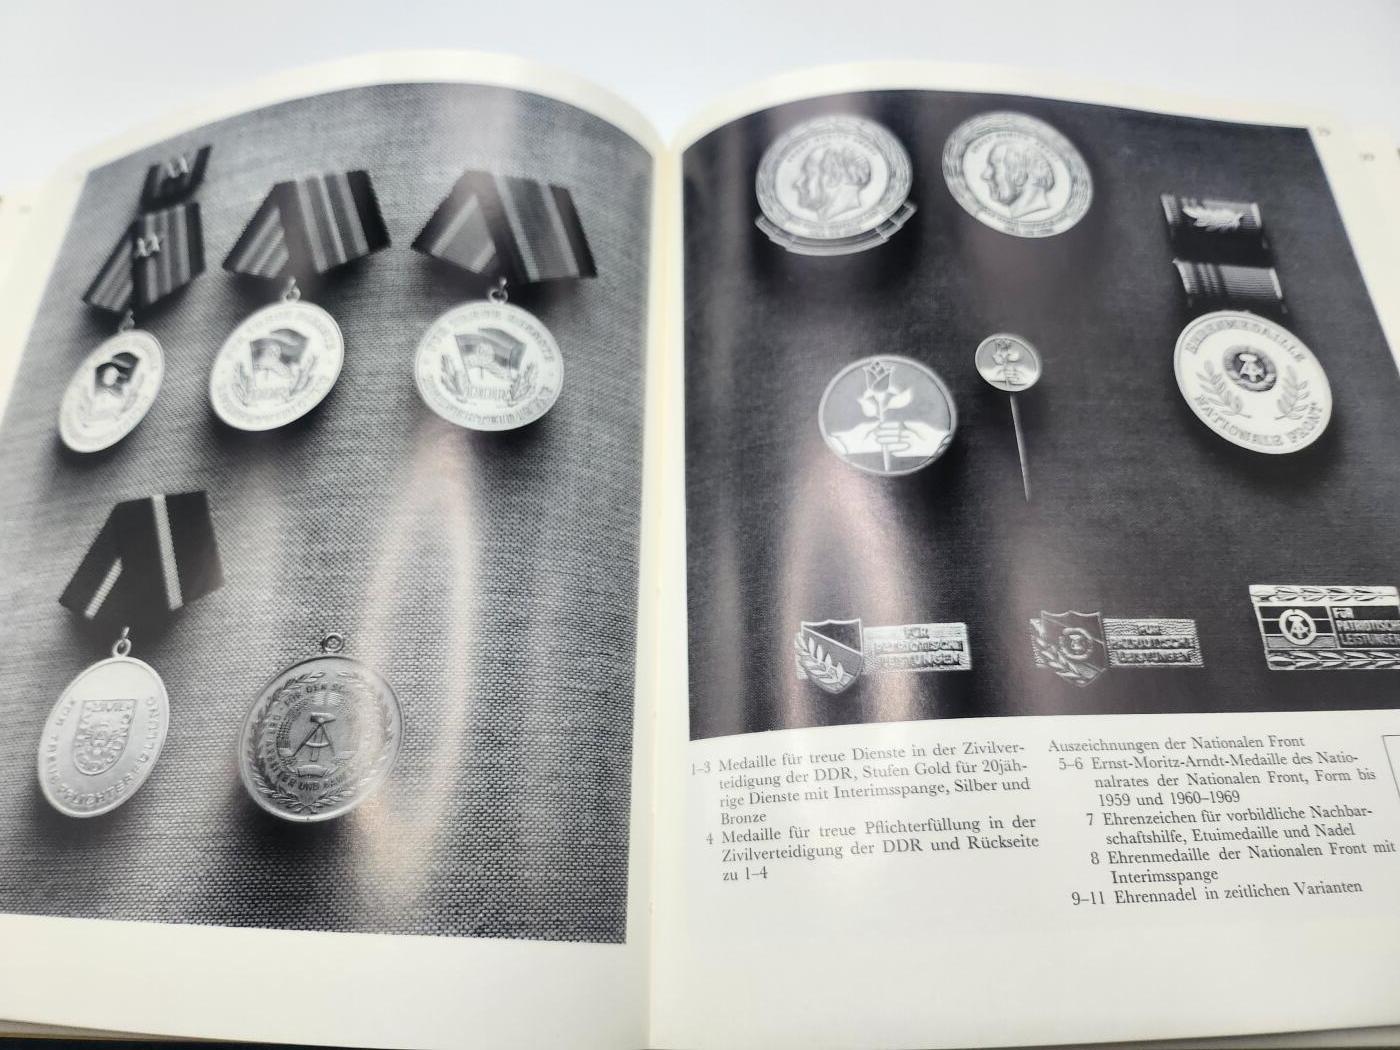 EHRENMEDAILLE
NATIONALE FRONT
FÜR TREUE PFLICHTERFÜLLUNG
ZIVIL
FÜR
PATRIOTISCHE
LEISTUNGEN
FÜR
PATRIOTISCHE
LEISTUNGEN
FÜR
PATRIOTISCHE
LEISTUNGEN
1–3 Medaille für treue Dienste in der Zivilver-
teidigung der DDR, Stufen Gold für 20jäh-
rige Dienste mit Interimsspange, Silber und
Bronze
4 Medaille für treue Pflichterfüllung in der
Zivilverteidigung der DDR und Rückseite
zu 1–4
Auszeichnungen der Nationalen Front
5–6 Ernst-Moritz-Arndt-Medaille des Natio-
nalrates der Nationalen Front, Form bis
1959 und 1960–1969
7 Ehrenzeichen für vorbildliche Nachbar-
schaftshilfe, Etuimedaille und Nadel
8 Ehrenmedaille der Nationalen Front mit
Interimsspange
9–11 Ehrennadel in zeitlichen Varianten